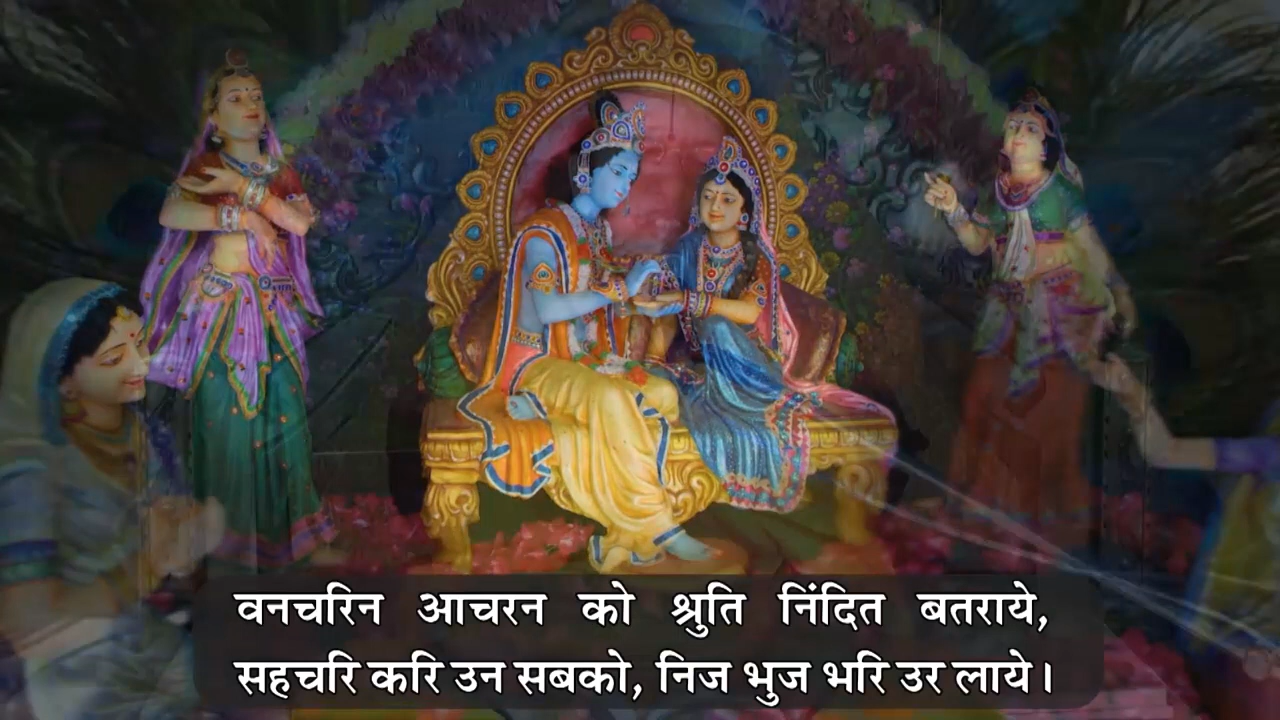 वनचरिन आचरन को श्रुति निंदित बतराये,
सहचरि करि उन सबको, निज भुज भरि उर लाये।